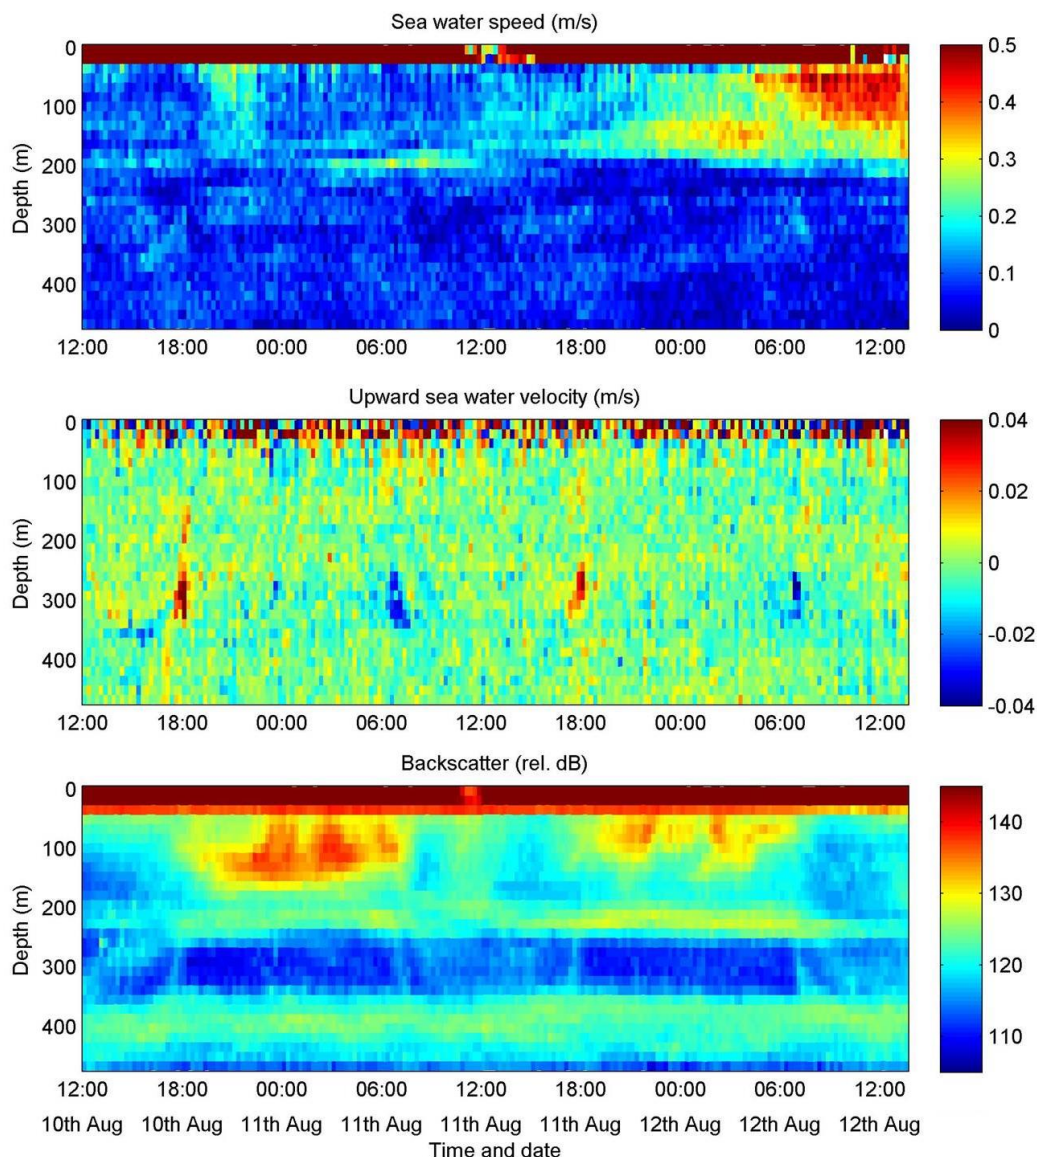 Sea water speed (m/s)
0
100
200
300
400
Depth (m)
12:00 18:00 00:00 06:00 12:00 18:00 00:00 06:00 12:00
0.5
0.4
0.3
0.2
0.1
0
Upward sea water velocity (m/s)
0
100
200
300
400
Depth (m)
12:00 18:00 00:00 06:00 12:00 18:00 00:00 06:00 12:00
0.04
0.02
0
-0.02
-0.04
Backscatter (rel. dB)
0
100
200
300
400
Depth (m)
140
130
120
110
12:00 18:00 00:00 06:00 12:00 18:00 00:00 06:00 12:00
10th Aug 10th Aug 11th Aug 11th Aug 11th Aug 11th Aug 12th Aug 12th Aug 12th Aug
Time and date